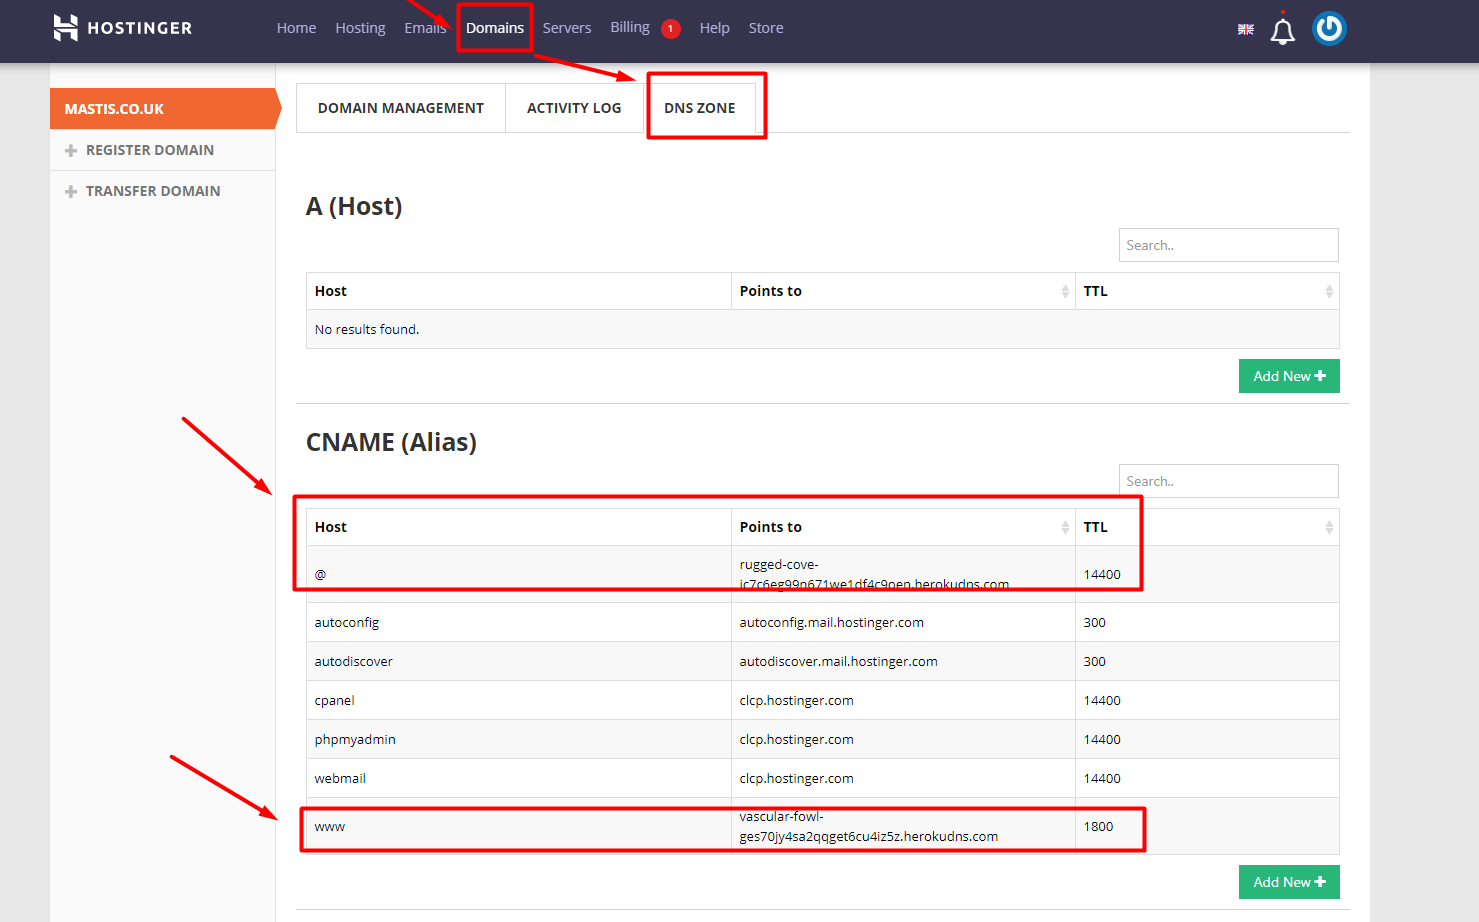 HOSTINGER
Home Hosting Emails Domains Servers Billing 1 Help Store
MASTIS.CO.UK
REGISTER DOMAIN
TRANSFER DOMAIN
DOMAIN MANAGEMENT ACTIVITY LOG DNS ZONE
A (Host)
Search..
Host Points to TTL
No results found.
Add New
CNAME (Alias)
Search..
Host Points to TTL
rugged-cove-
@ jc7c6eg99n671we1df4c9oen.herokudns.com 14400
autoconfig autoconfig.mail.hostinger.com 300
autodiscover autodiscover.mail.hostinger.com 300
cpanel clcp.hostinger.com 14400
phpmyadmin clcp.hostinger.com 14400
webmail clcp.hostinger.com 14400
vascular-fowl-
www ges70jy4sa2qqget6cu4iz5z.herokudns.com 1800
Add New